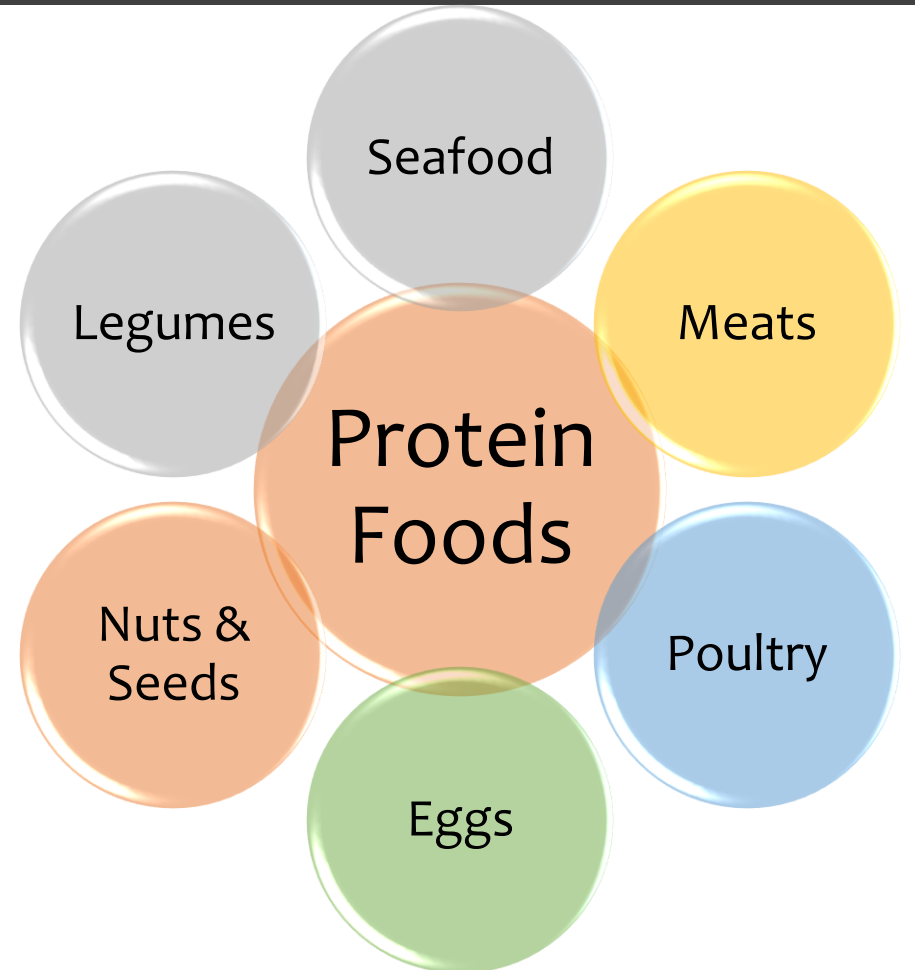 Seafood
Legumes
Meats
Protein
Foods
Nuts &
Seeds
Poultry
Eggs